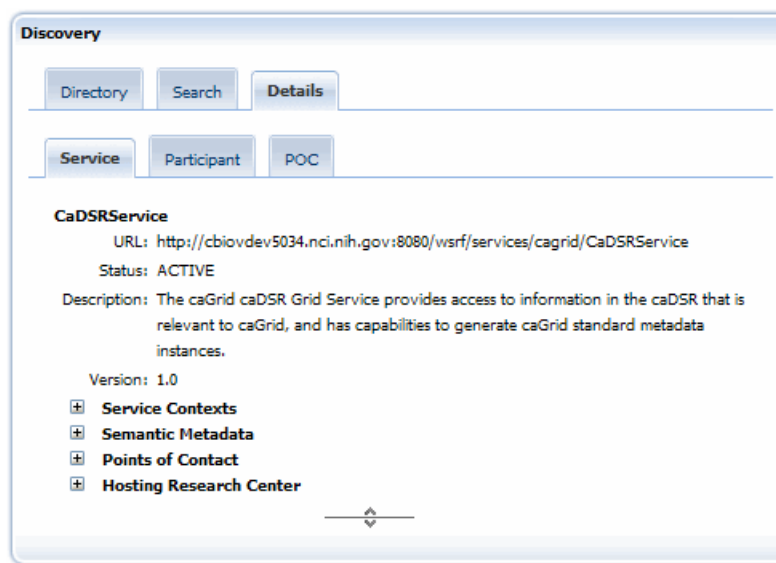 Discovery
Directory Search Details
Service Participant POC
CaDSRService
URL: http://cbiovdev5034.nci.nih.gov:8080/wsrf/services/cagrid/CaDSRService
Status: ACTIVE
Description: The caGrid caDSR Grid Service provides access to information in the caDSR that is
relevant to caGrid, and has capabilities to generate caGrid standard metadata
instances.
Version: 1.0
Service Contexts
Semantic Metadata
Points of Contact
Hosting Research Center